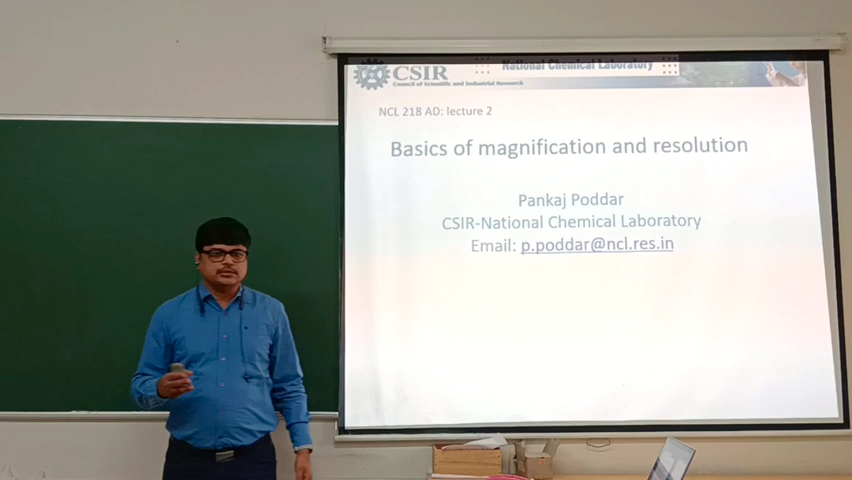 CSIR
Council of Scientific and Industrial Research
National Chemical Laboratory
NCL 218 AD: lecture 2
Basics of magnification and resolution
Pankaj Poddar
CSIR-National Chemical Laboratory
Email: p.poddar@ncl.res.in